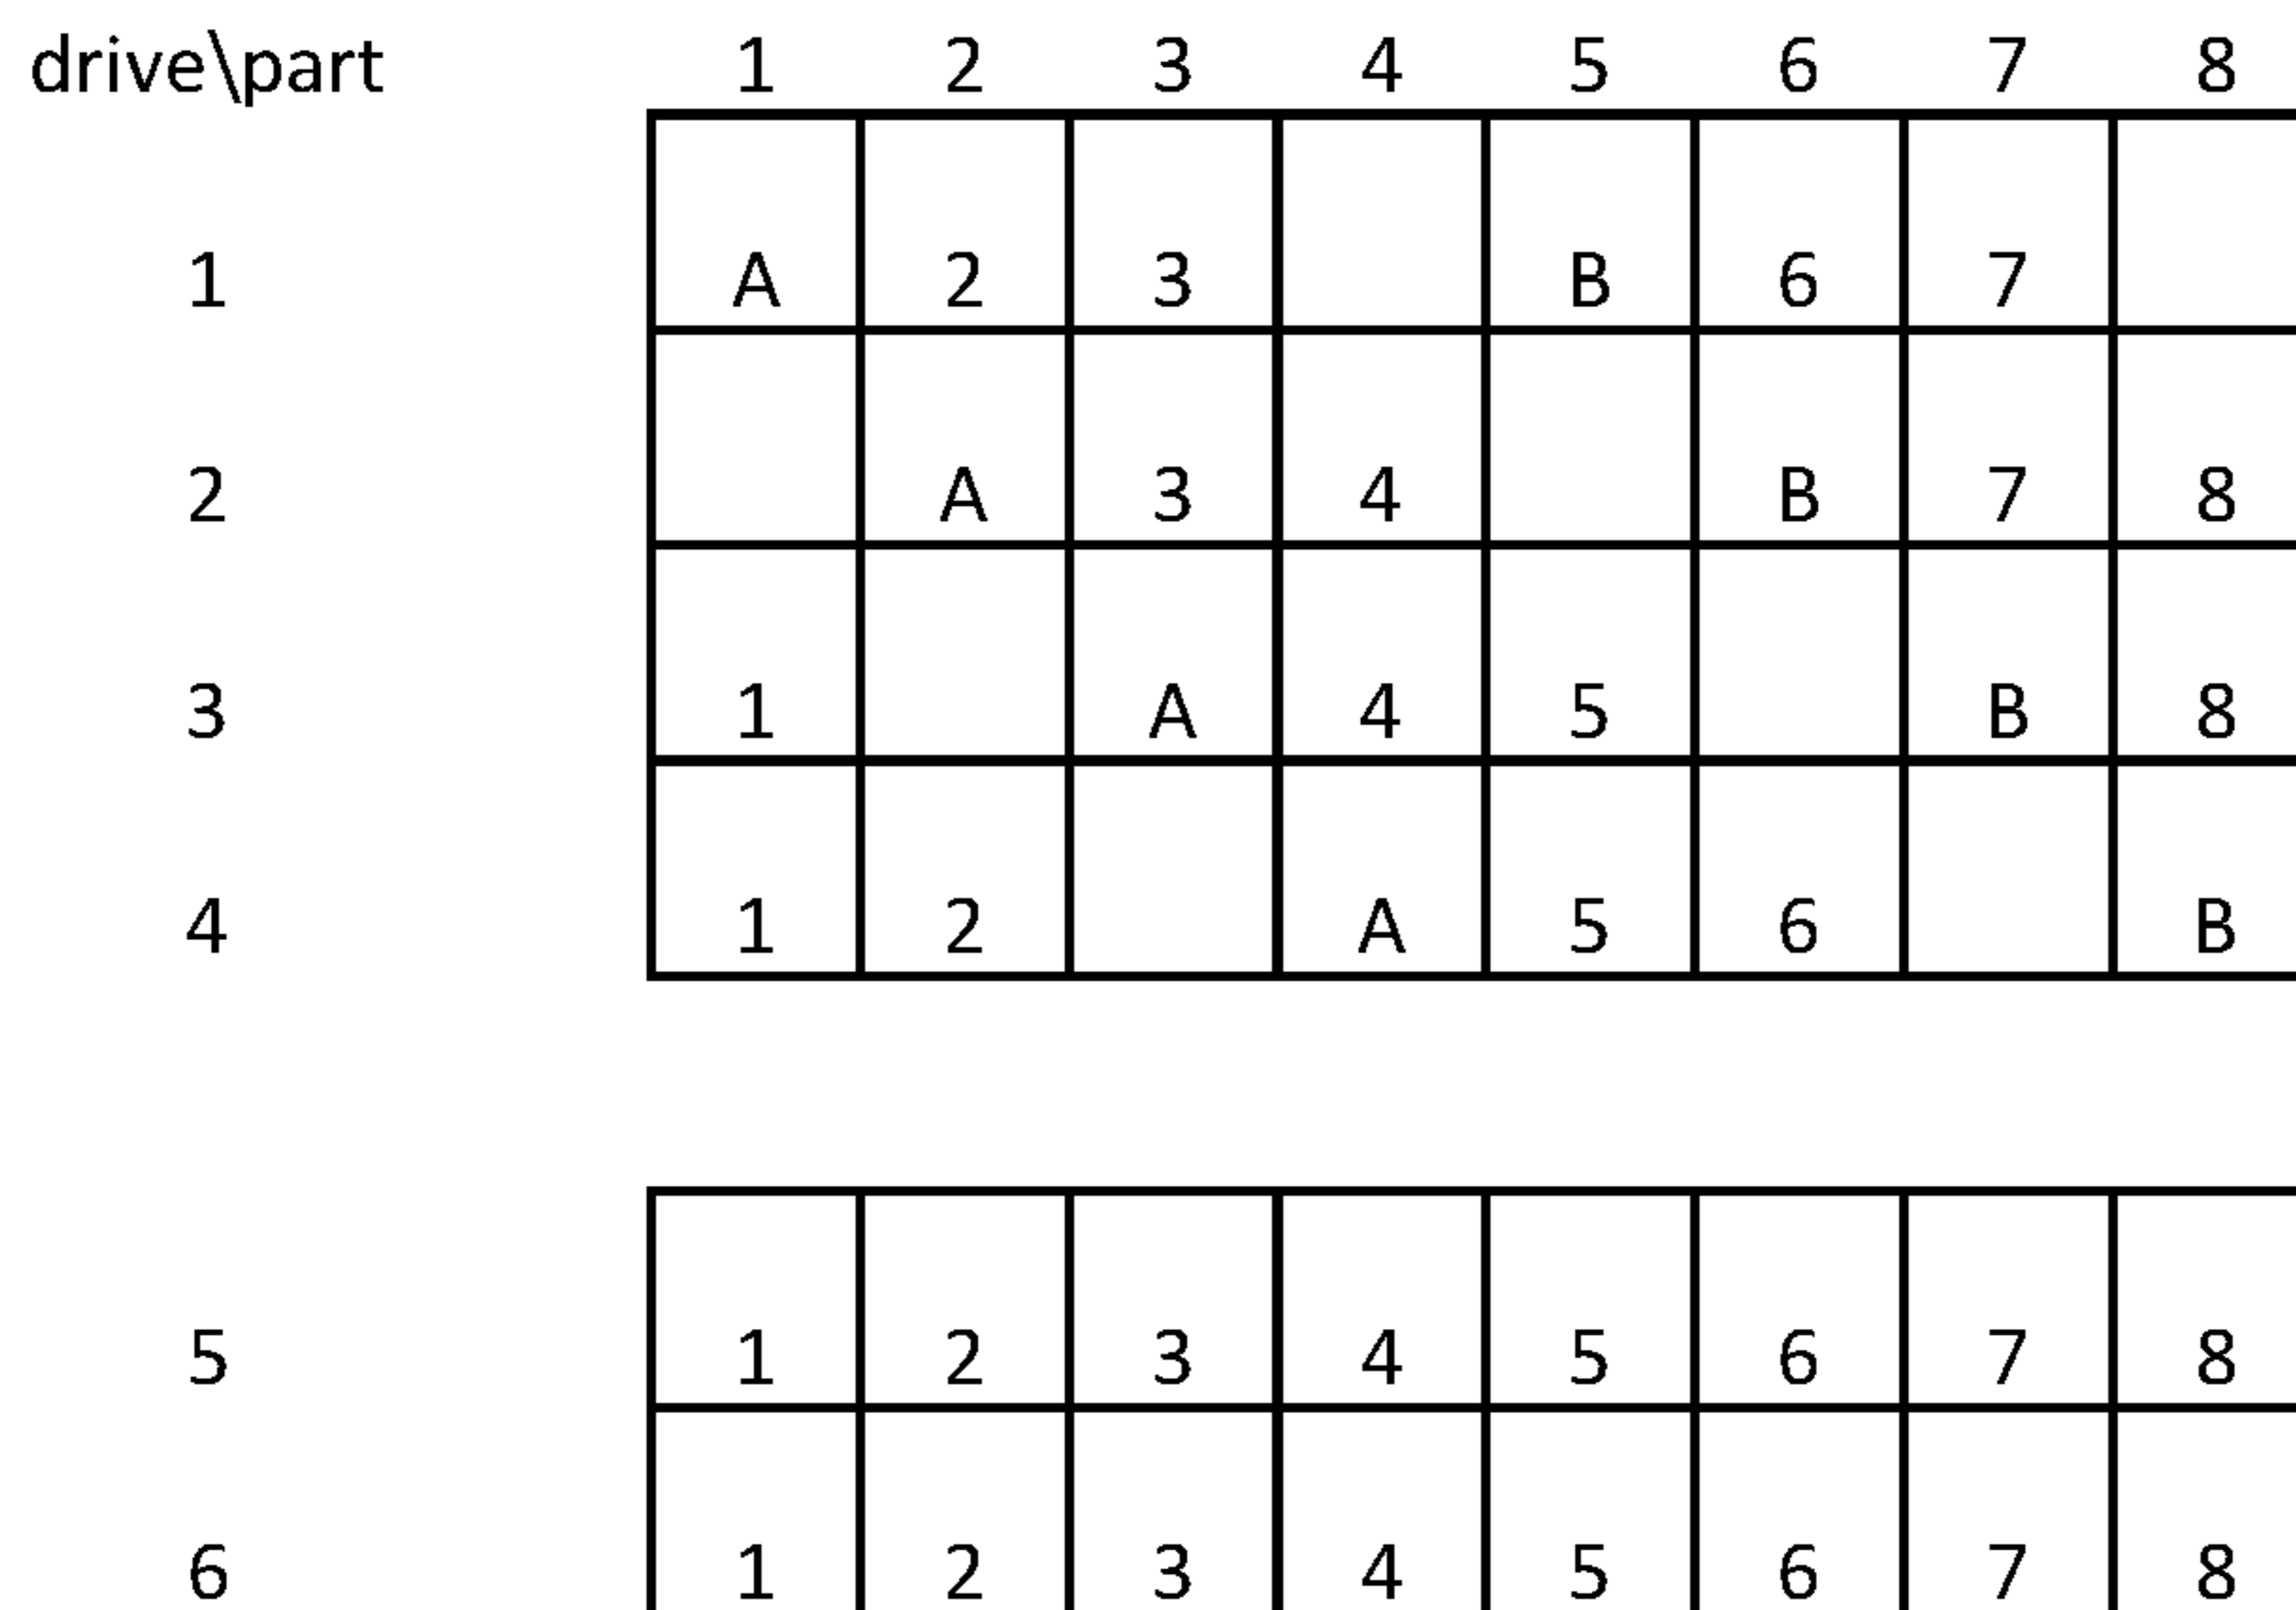 drive\part 1 2 3 4 5 6 7 8
1 A 2 3 B 6 7
2 A 3 4 B 7 8
3 1 A 4 5 B 8
4 1 2 A 5 6 B
5 1 2 3 4 5 6 7 8
6 1 2 3 4 5 6 7 8